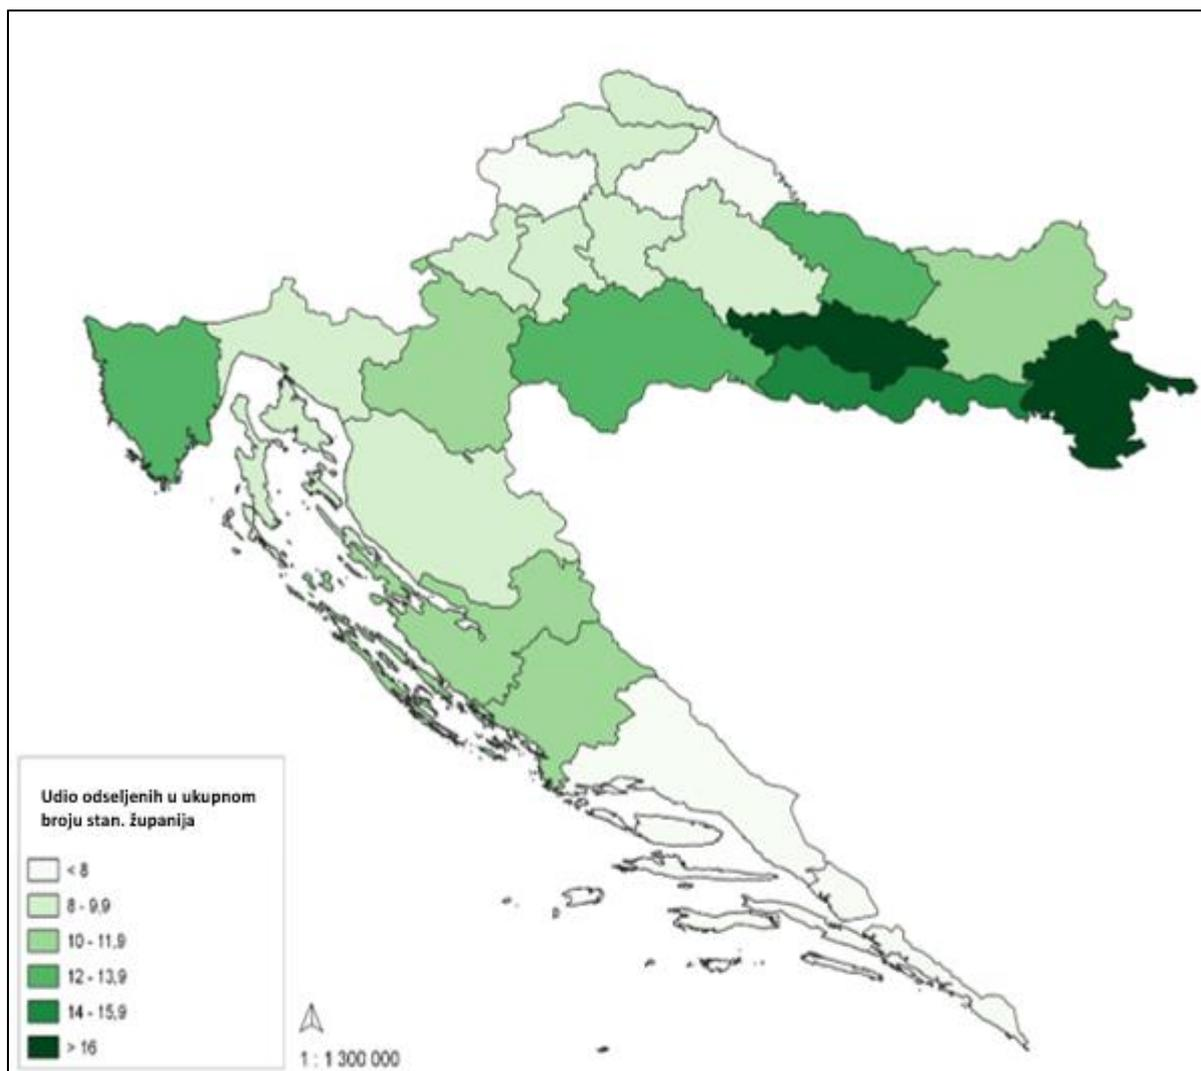 Udio odseljenih u ukupnom
broju stan. županija
< 8
8 - 9,9
10 - 11,9
12 - 13,9
14 - 15,9
> 16
1 : 1 300 000